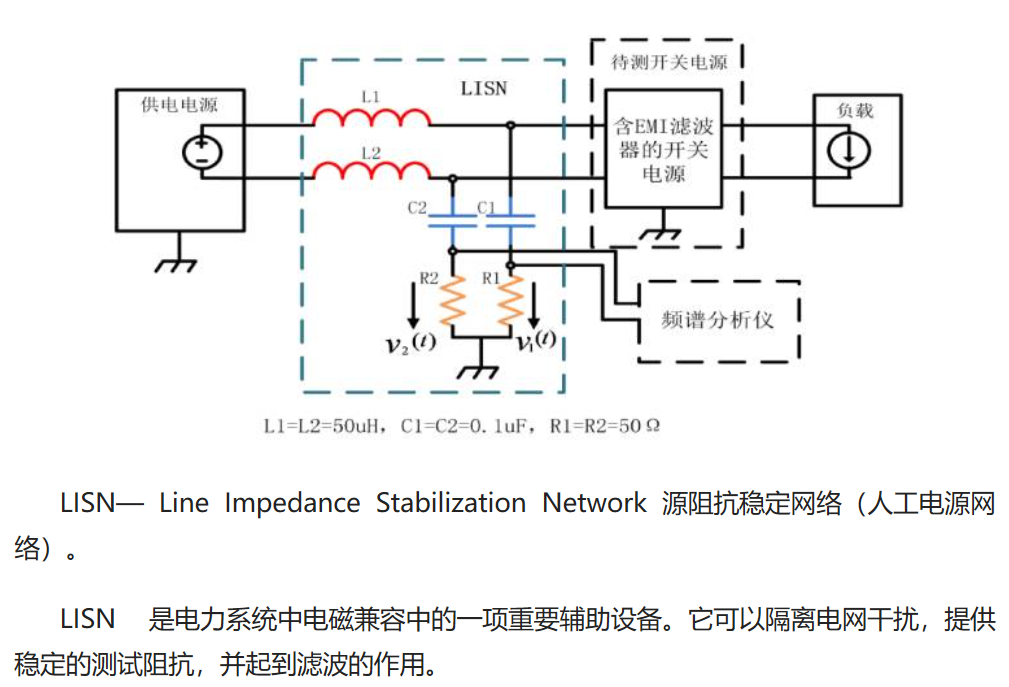 待测开关电源
LISN
供电电源
L1
负载
含EMI滤波
器的开关
电源
L2
C2
C1
R2
R1
频谱分析仪
v₂(t)
v₁(t)
L1=L2=50uH, C1=C2=0.1uF, R1=R2=50Ω
LISN— Line Impedance Stabilization Network 源阻抗稳定网络（人工电源网
络）。
LISN 是电力系统中电磁兼容中的一项重要辅助设备。它可以隔离电网干扰，提供
稳定的测试阻抗，并起到滤波的作用。